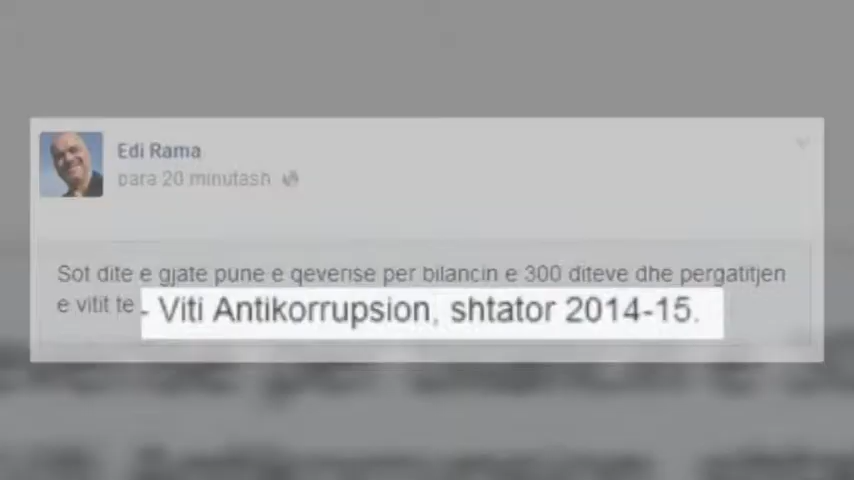 Edi Rama
para 20 minutash
Sot dite e gjate pune e qeverise per bilancin e 300 diteve dhe pergatitjen
e vitit te - Viti Antikorrupsion, shtator 2014-15.